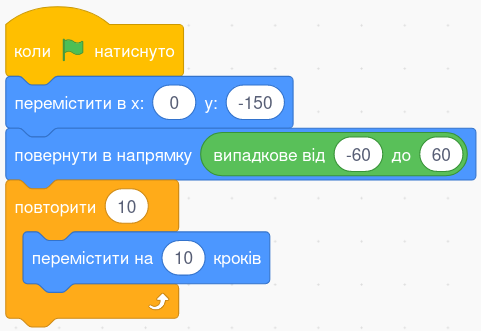 коли натиснуто
перемістити в x: 0 y: -150
повернути в напрямку випадкове від -60 до 60
повторити 10
перемістити на 10 кроків